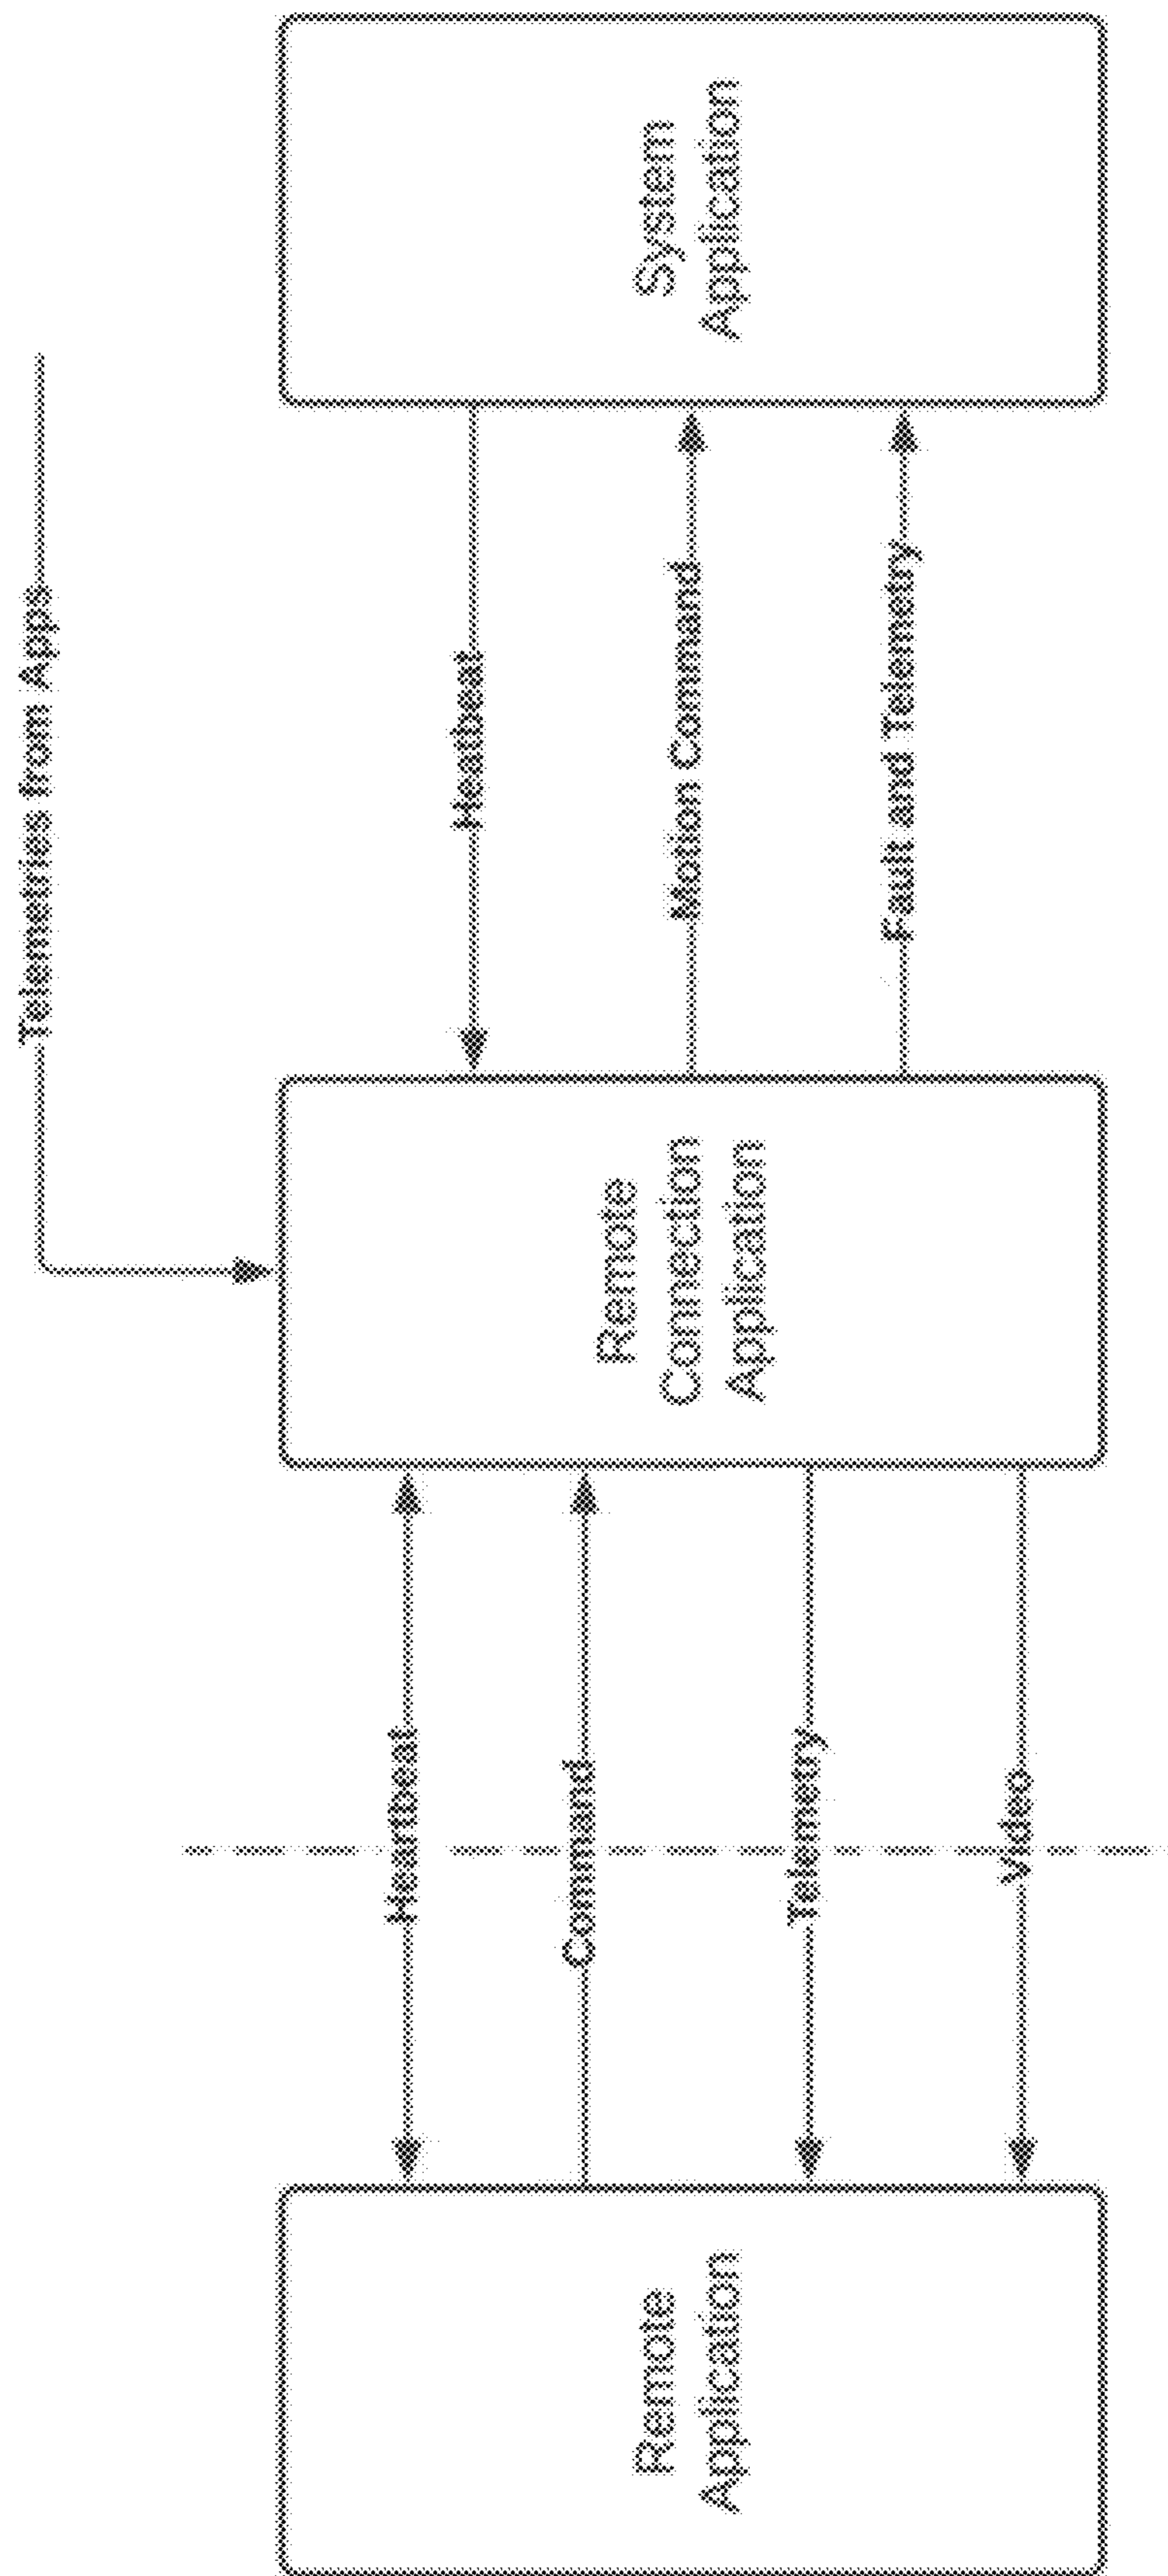 Telemetries from Apps
Heartbeat
Command
Telemetry
Video
Heatbeat
Motion Command
Fault and Telemetry
Remote
Application
Remote
Connection
Application
System
Application